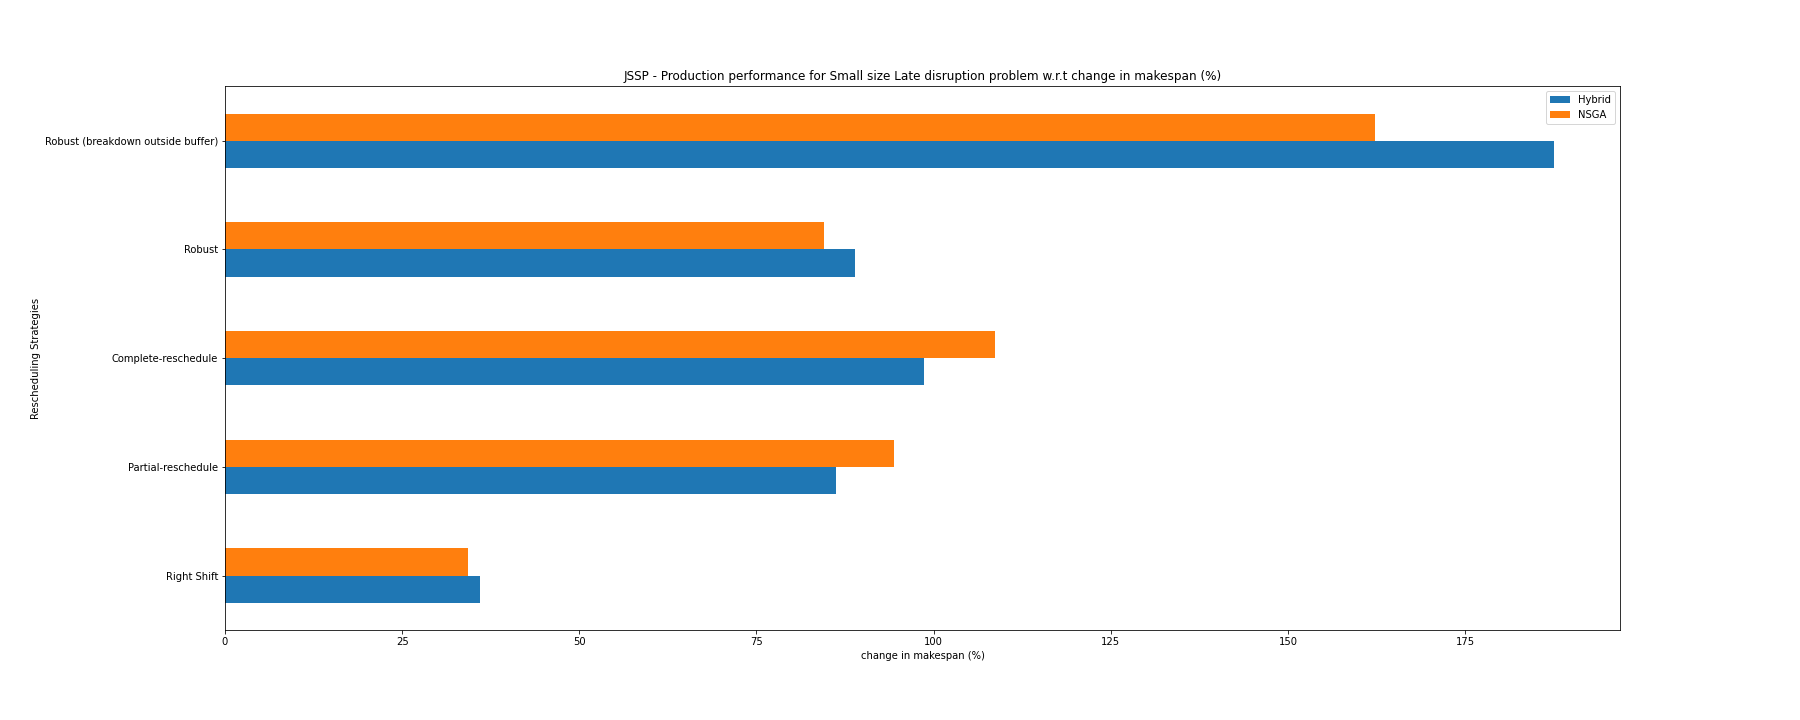 JSSP - Production performance for Small size Late disruption problem w.r.t change in makespan (%)
Hybrid
NSGA
Robust (breakdown outside buffer)
Robust
Complete-reschedule
Partial-reschedule
Right Shift
Rescheduling Strategies
0 25 50 75 100 125 150 175
change in makespan (%)